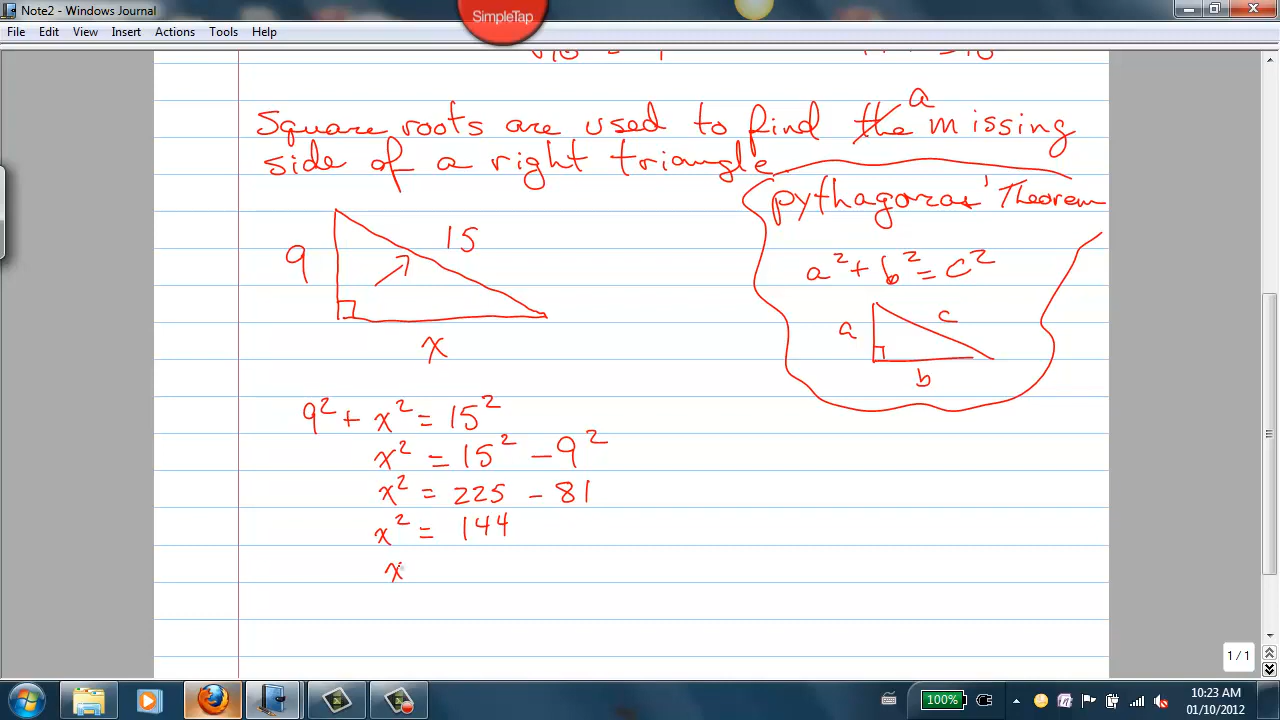 Note2 - Windows Journal
SimpleTap
File Edit View Insert Actions Tools Help
a
Square roots are used to find the missing
side of a right triangle.
Pythagoras' Theorem
a² + b² = c²
a
c
b
9
15
x
9² + x² = 15²
x² = 15² - 9²
x² = 225 - 81
x² = 144
x
1 / 1
100%
10:23 AM
01/10/2012